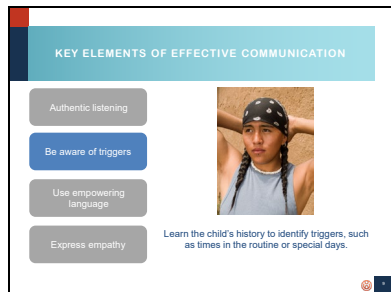 KEY ELEMENTS OF EFFECTIVE COMMUNICATION
Authentic listening
Be aware of triggers
Use empowering
language
Express empathy
Learn the child's history to identify triggers, such
as times in the routine or special days.